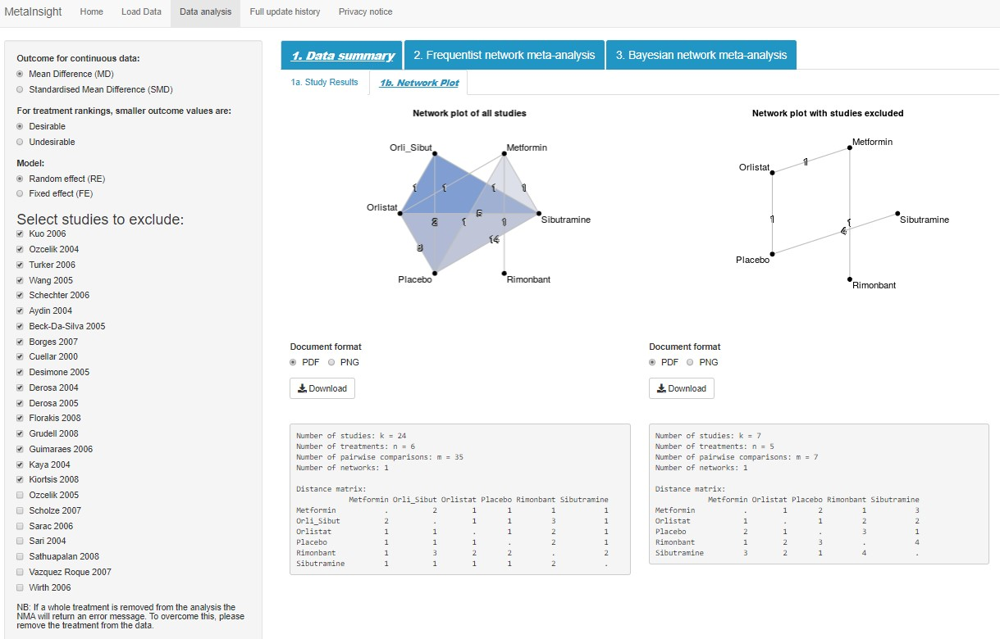 MetaInsight Home Load Data Data analysis Full update history Privacy notice
Outcome for continuous data:
Mean Difference (MD)
Standardised Mean Difference (SMD)
For treatment rankings, smaller outcome values are:
Desirable
Undesirable
Model:
Random effect (RE)
Fixed effect (FE)
Select studies to exclude:
Kuo 2006
Ozcelik 2004
Turker 2006
Wang 2005
Schechter 2006
Aydin 2004
Beck-Da-Silva 2005
Borges 2007
Cuellar 2000
Desimone 2005
Derosa 2004
Derosa 2005
Florakis 2008
Grudell 2008
Guimaraes 2006
Kaya 2004
Kiortsis 2008
Ozcelik 2005
Scholze 2007
Sarac 2006
Sari 2004
Sathuapalan 2008
Vazquez Roque 2007
Wirth 2006
NB: If a whole treatment is removed from the analysis the
NMA will return an error message. To overcome this, please
remove the treatment from the data.
1. Data summary 2. Frequentist network meta-analysis 3. Bayesian network meta-analysis
1a. Study Results 1b. Network Plot
Network plot of all studies
Orli_Sibut Metformin
1 1 1 1
Orlistat
Sibutramine
2 1 5 1
8 14
Placebo Rimonbant
Document format
PDF PNG
Download
Number of studies: k = 24
Number of treatments: n = 6
Number of pairwise comparisons: m = 35
Number of networks: 1
Distance matrix:
Metformin Orli_Sibut Orlistat Placebo Rimonbant Sibutramine
Metformin . 2 1 1 1 1
Orli_Sibut 2 . 1 1 3 1
Orlistat 1 1 . 1 2 1
Placebo 1 1 1 . 2 1
Rimonbant 1 3 2 2 . 2
Sibutramine 1 1 1 1 2 .
Network plot with studies excluded
Metformin
1
Orlistat
1 1
Sibutramine
4
Placebo
Rimonbant
Document format
PDF PNG
Download
Number of studies: k = 7
Number of treatments: n = 5
Number of pairwise comparisons: m = 7
Number of networks: 1
Distance matrix:
Metformin Orlistat Placebo Rimonbant Sibutramine
Metformin . 1 2 1 3
Orlistat 1 . 1 2 2
Placebo 2 1 . 3 1
Rimonbant 1 2 3 . 4
Sibutramine 3 2 1 4 .